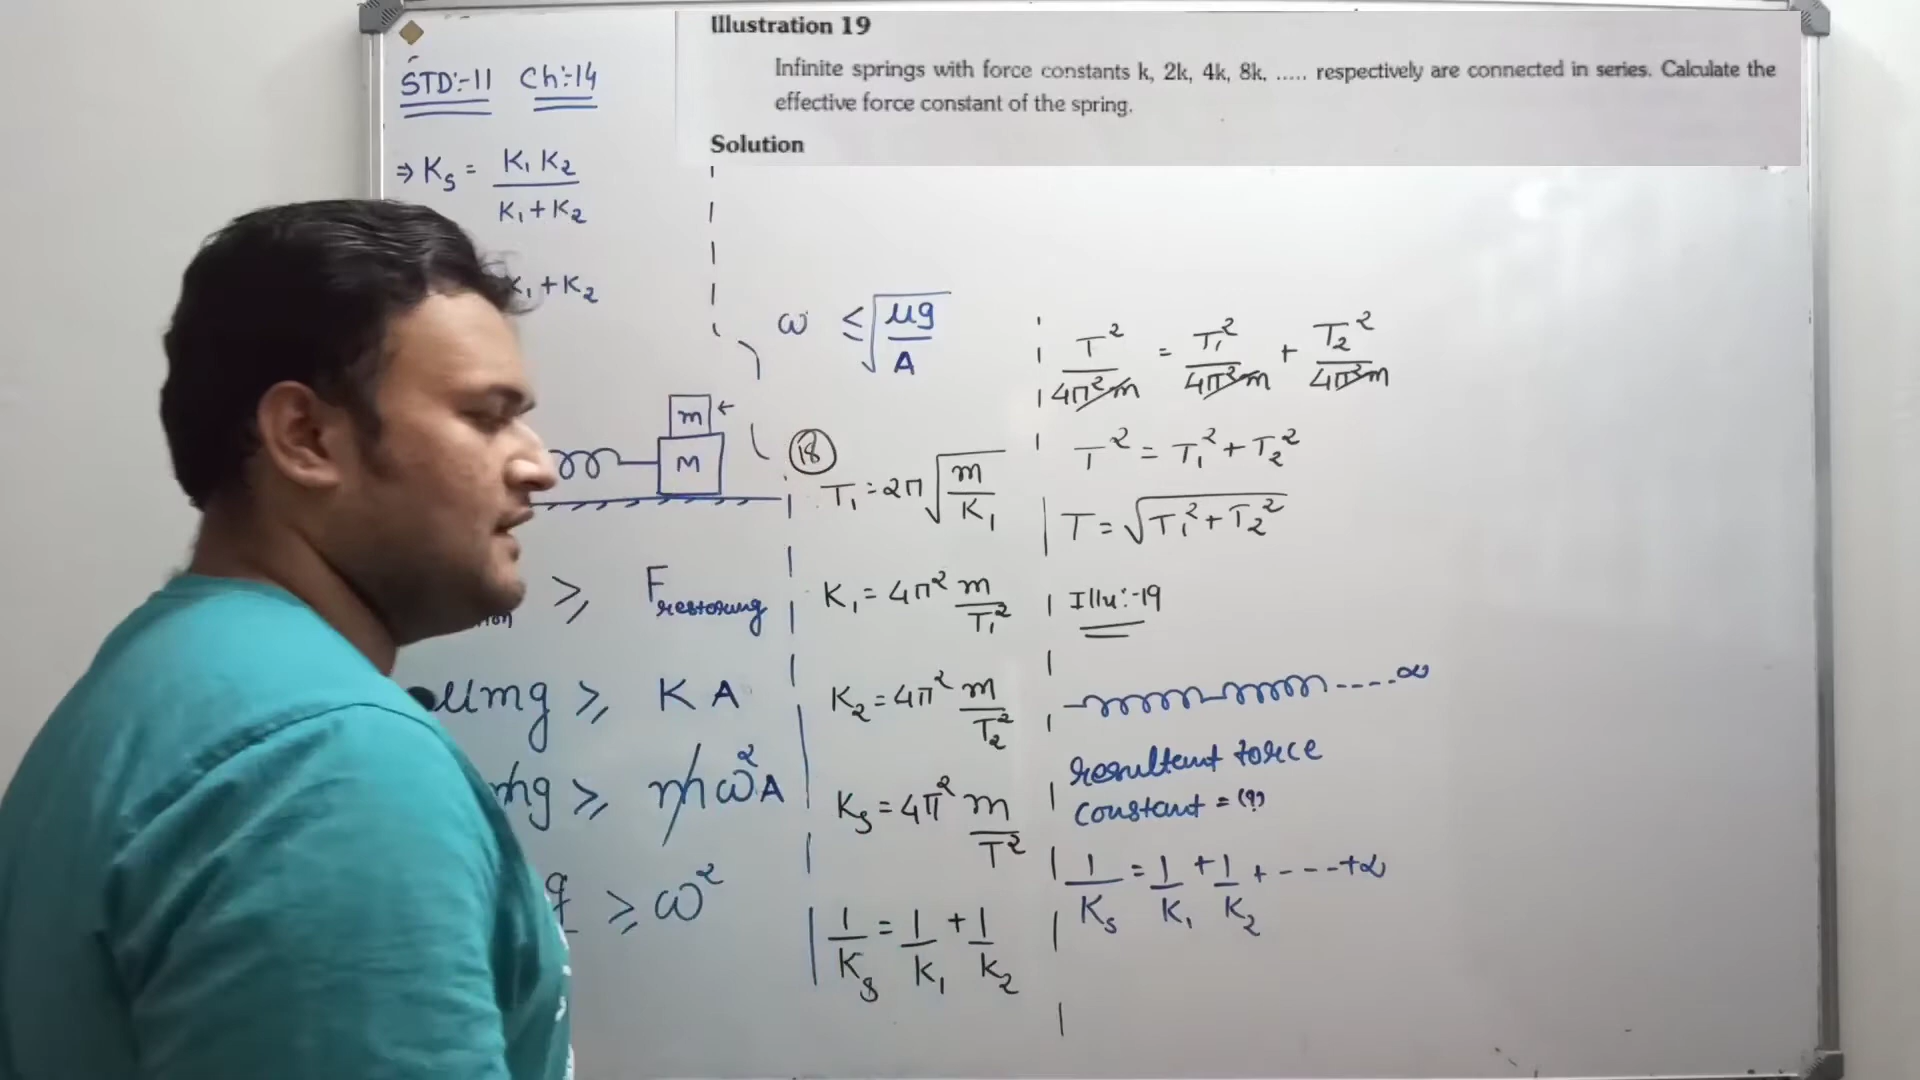 Illustration 19
Infinite springs with force constants k, 2k, 4k, 8k, ..... respectively are connected in series. Calculate the
effective force constant of the spring.
Solution
STD:-11 Ch:-14
⇒ Ks = K₁ K₂ / K₁ + K₂
K₁ + K₂
m ←
M
≥ F restoring
μmg ≥ K A
mg ≥ mω²A
≥ ω²
ω ≤ √(μg / A)
18
T₁ = 2π √(m / K₁)
K₁ = 4π² m / T₁²
K₂ = 4π² m / T₂²
Ks = 4π² m / T²
1/Ks = 1/K₁ + 1/K₂
T² / 4π²m = T₁² / 4π²m + T₂² / 4π²m
T² = T₁² + T₂²
T = √(T₁² + T₂²)
Illu:-19
----∞
resultant force
constant = (?)
1/Ks = 1/K₁ + 1/K₂ + ---- + ∞